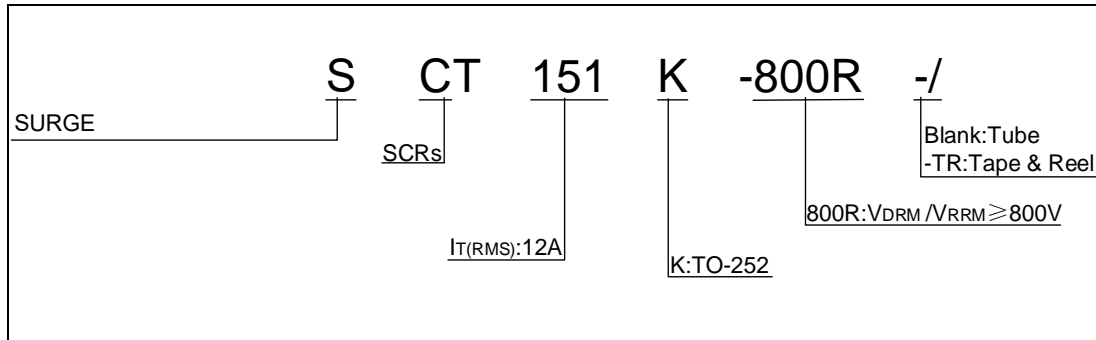 S CT 151 K -800R -/
SURGE
SCRs
Blank:Tube
-TR:Tape & Reel
800R:VDRM /VRRM≥800V
IT(RMS):12A
K:TO-252